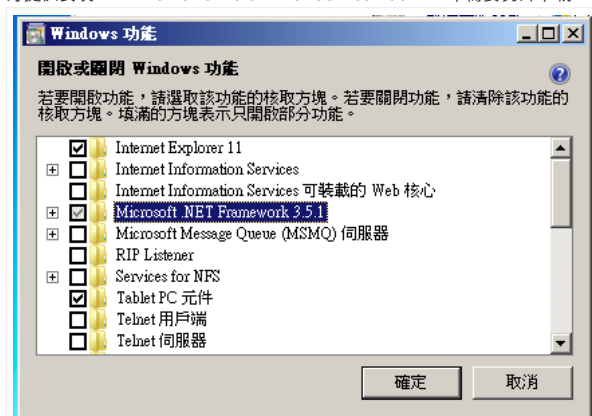 Windows 功能
開啟或關閉 Windows 功能
若要開啟功能，請選取該功能的核取方塊。若要關閉功能，請清除該功能的
核取方塊。填滿的方塊表示只開啟部分功能。
Internet Explorer 11
Internet Information Services
Internet Information Services 可裝載的 Web 核心
Microsoft .NET Framework 3.5.1
Microsoft Message Queue (MSMQ) 伺服器
RIP Listener
Services for NFS
Tablet PC 元件
Telnet 用戶端
Telnet 伺服器
確定
取消